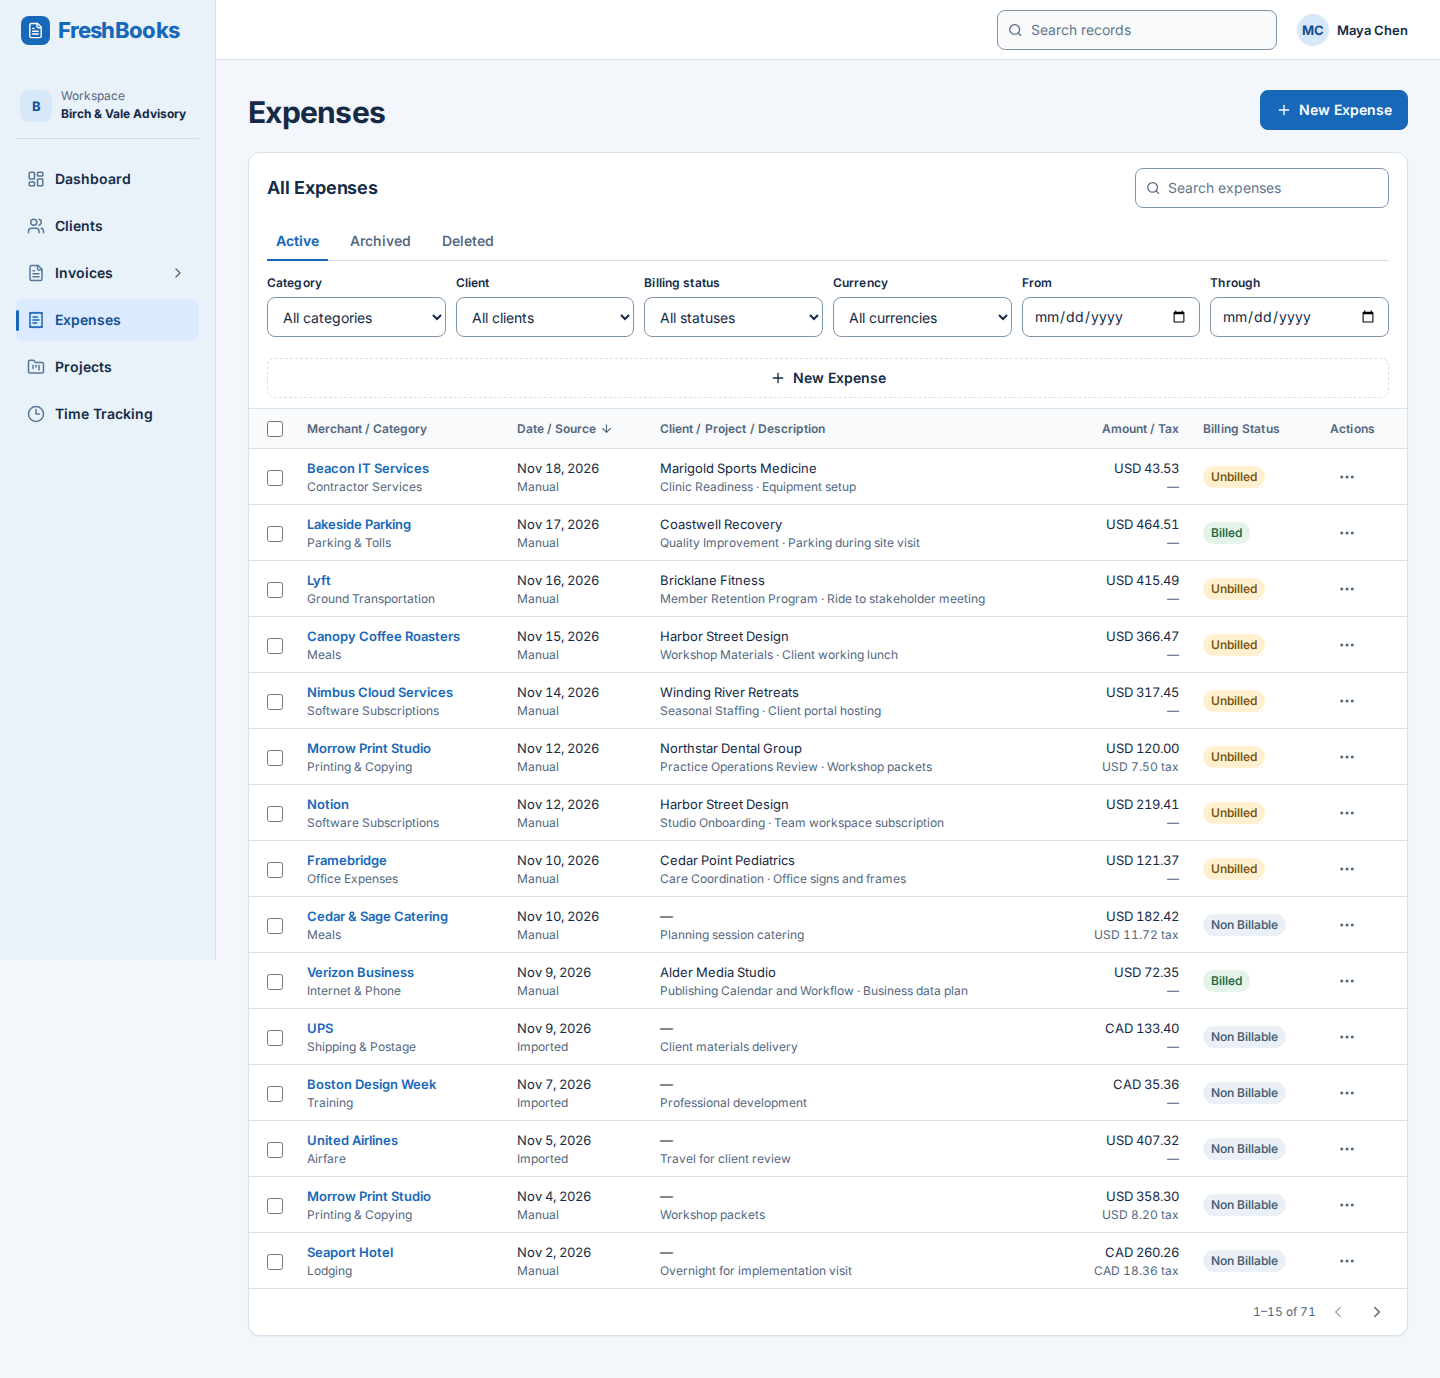 FreshBooks
Search records
MC Maya Chen
B
Workspace
Birch & Vale Advisory
Dashboard
Clients
Invoices
Expenses
Projects
Time Tracking
Expenses
New Expense
All Expenses
Search expenses
Active Archived Deleted
Category Client Billing status Currency From Through
All categories All clients All statuses All currencies mm/dd/yyyy mm/dd/yyyy
New Expense
Merchant / Category Date / Source ↓ Client / Project / Description Amount / Tax Billing Status Actions
Beacon IT Services Nov 18, 2026 Marigold Sports Medicine USD 43.53 Unbilled
Contractor Services Manual Clinic Readiness · Equipment setup —
Lakeside Parking Nov 17, 2026 Coastwell Recovery USD 464.51 Billed
Parking & Tolls Manual Quality Improvement · Parking during site visit —
Lyft Nov 16, 2026 Bricklane Fitness USD 415.49 Unbilled
Ground Transportation Manual Member Retention Program · Ride to stakeholder meeting —
Canopy Coffee Roasters Nov 15, 2026 Harbor Street Design USD 366.47 Unbilled
Meals Manual Workshop Materials · Client working lunch —
Nimbus Cloud Services Nov 14, 2026 Winding River Retreats USD 317.45 Unbilled
Software Subscriptions Manual Seasonal Staffing · Client portal hosting —
Morrow Print Studio Nov 12, 2026 Northstar Dental Group USD 120.00 Unbilled
Printing & Copying Manual Practice Operations Review · Workshop packets USD 7.50 tax
Notion Nov 12, 2026 Harbor Street Design USD 219.41 Unbilled
Software Subscriptions Manual Studio Onboarding · Team workspace subscription —
Framebridge Nov 10, 2026 Cedar Point Pediatrics USD 121.37 Unbilled
Office Expenses Manual Care Coordination · Office signs and frames —
Cedar & Sage Catering Nov 10, 2026 — USD 182.42 Non Billable
Meals Manual Planning session catering USD 11.72 tax
Verizon Business Nov 9, 2026 Alder Media Studio USD 72.35 Billed
Internet & Phone Manual Publishing Calendar and Workflow · Business data plan —
UPS Nov 9, 2026 — CAD 133.40 Non Billable
Shipping & Postage Imported Client materials delivery —
Boston Design Week Nov 7, 2026 — CAD 35.36 Non Billable
Training Imported Professional development —
United Airlines Nov 5, 2026 — USD 407.32 Non Billable
Airfare Imported Travel for client review —
Morrow Print Studio Nov 4, 2026 — USD 358.30 Non Billable
Printing & Copying Manual Workshop packets USD 8.20 tax
Seaport Hotel Nov 2, 2026 — CAD 260.26 Non Billable
Lodging Manual Overnight for implementation visit CAD 18.36 tax
1–15 of 71